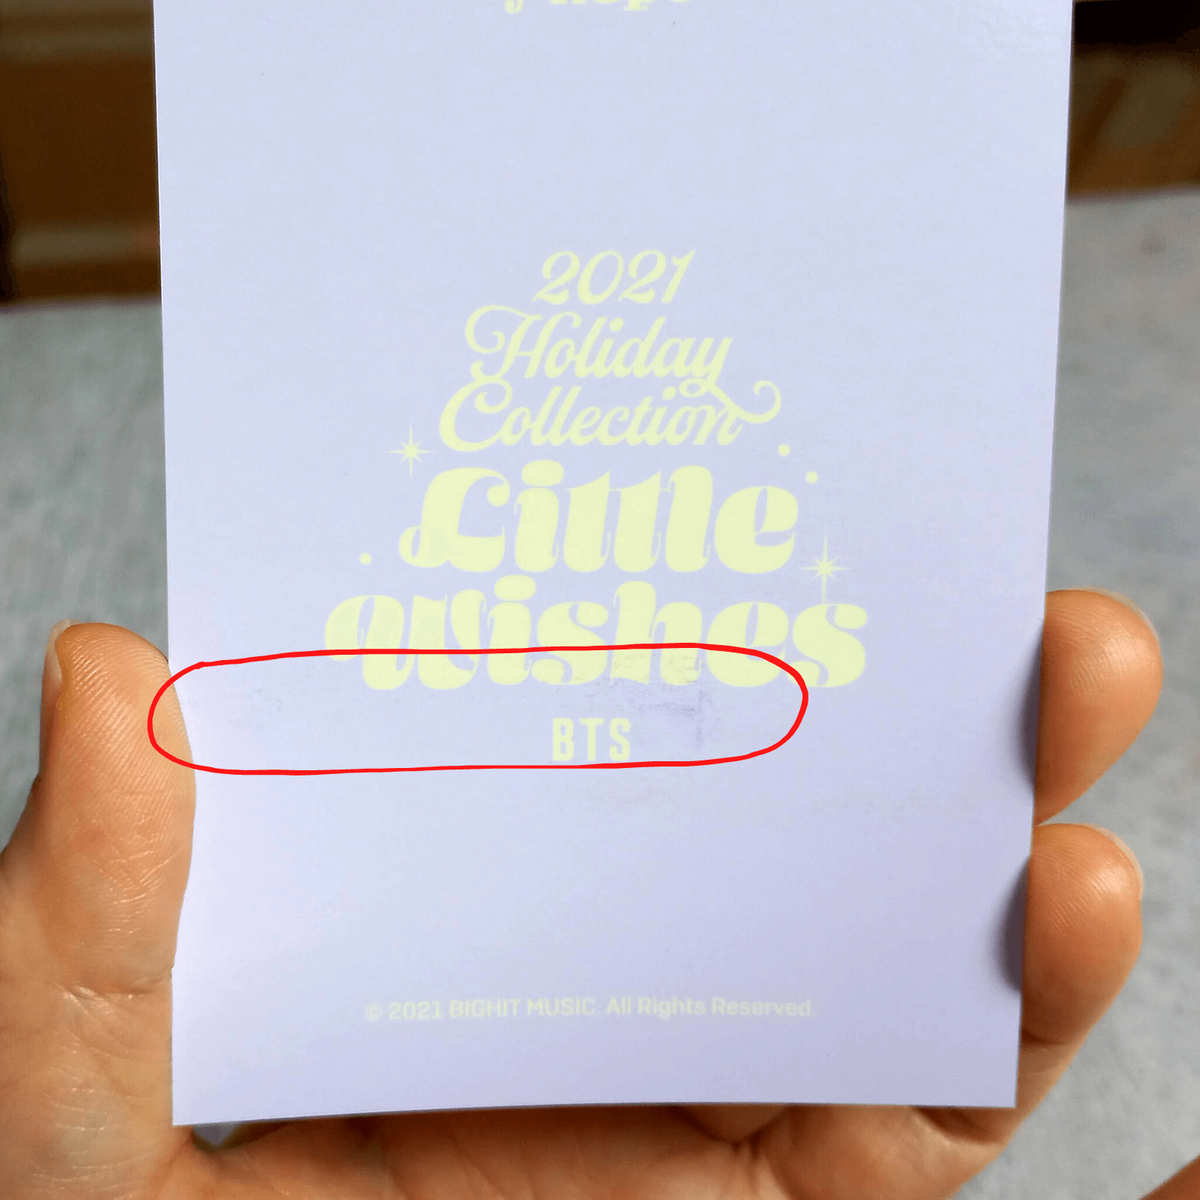 2021
Holiday
Collection
Little
Wishes
BTS
© 2021 BIGHIT MUSIC. All Rights Reserved.